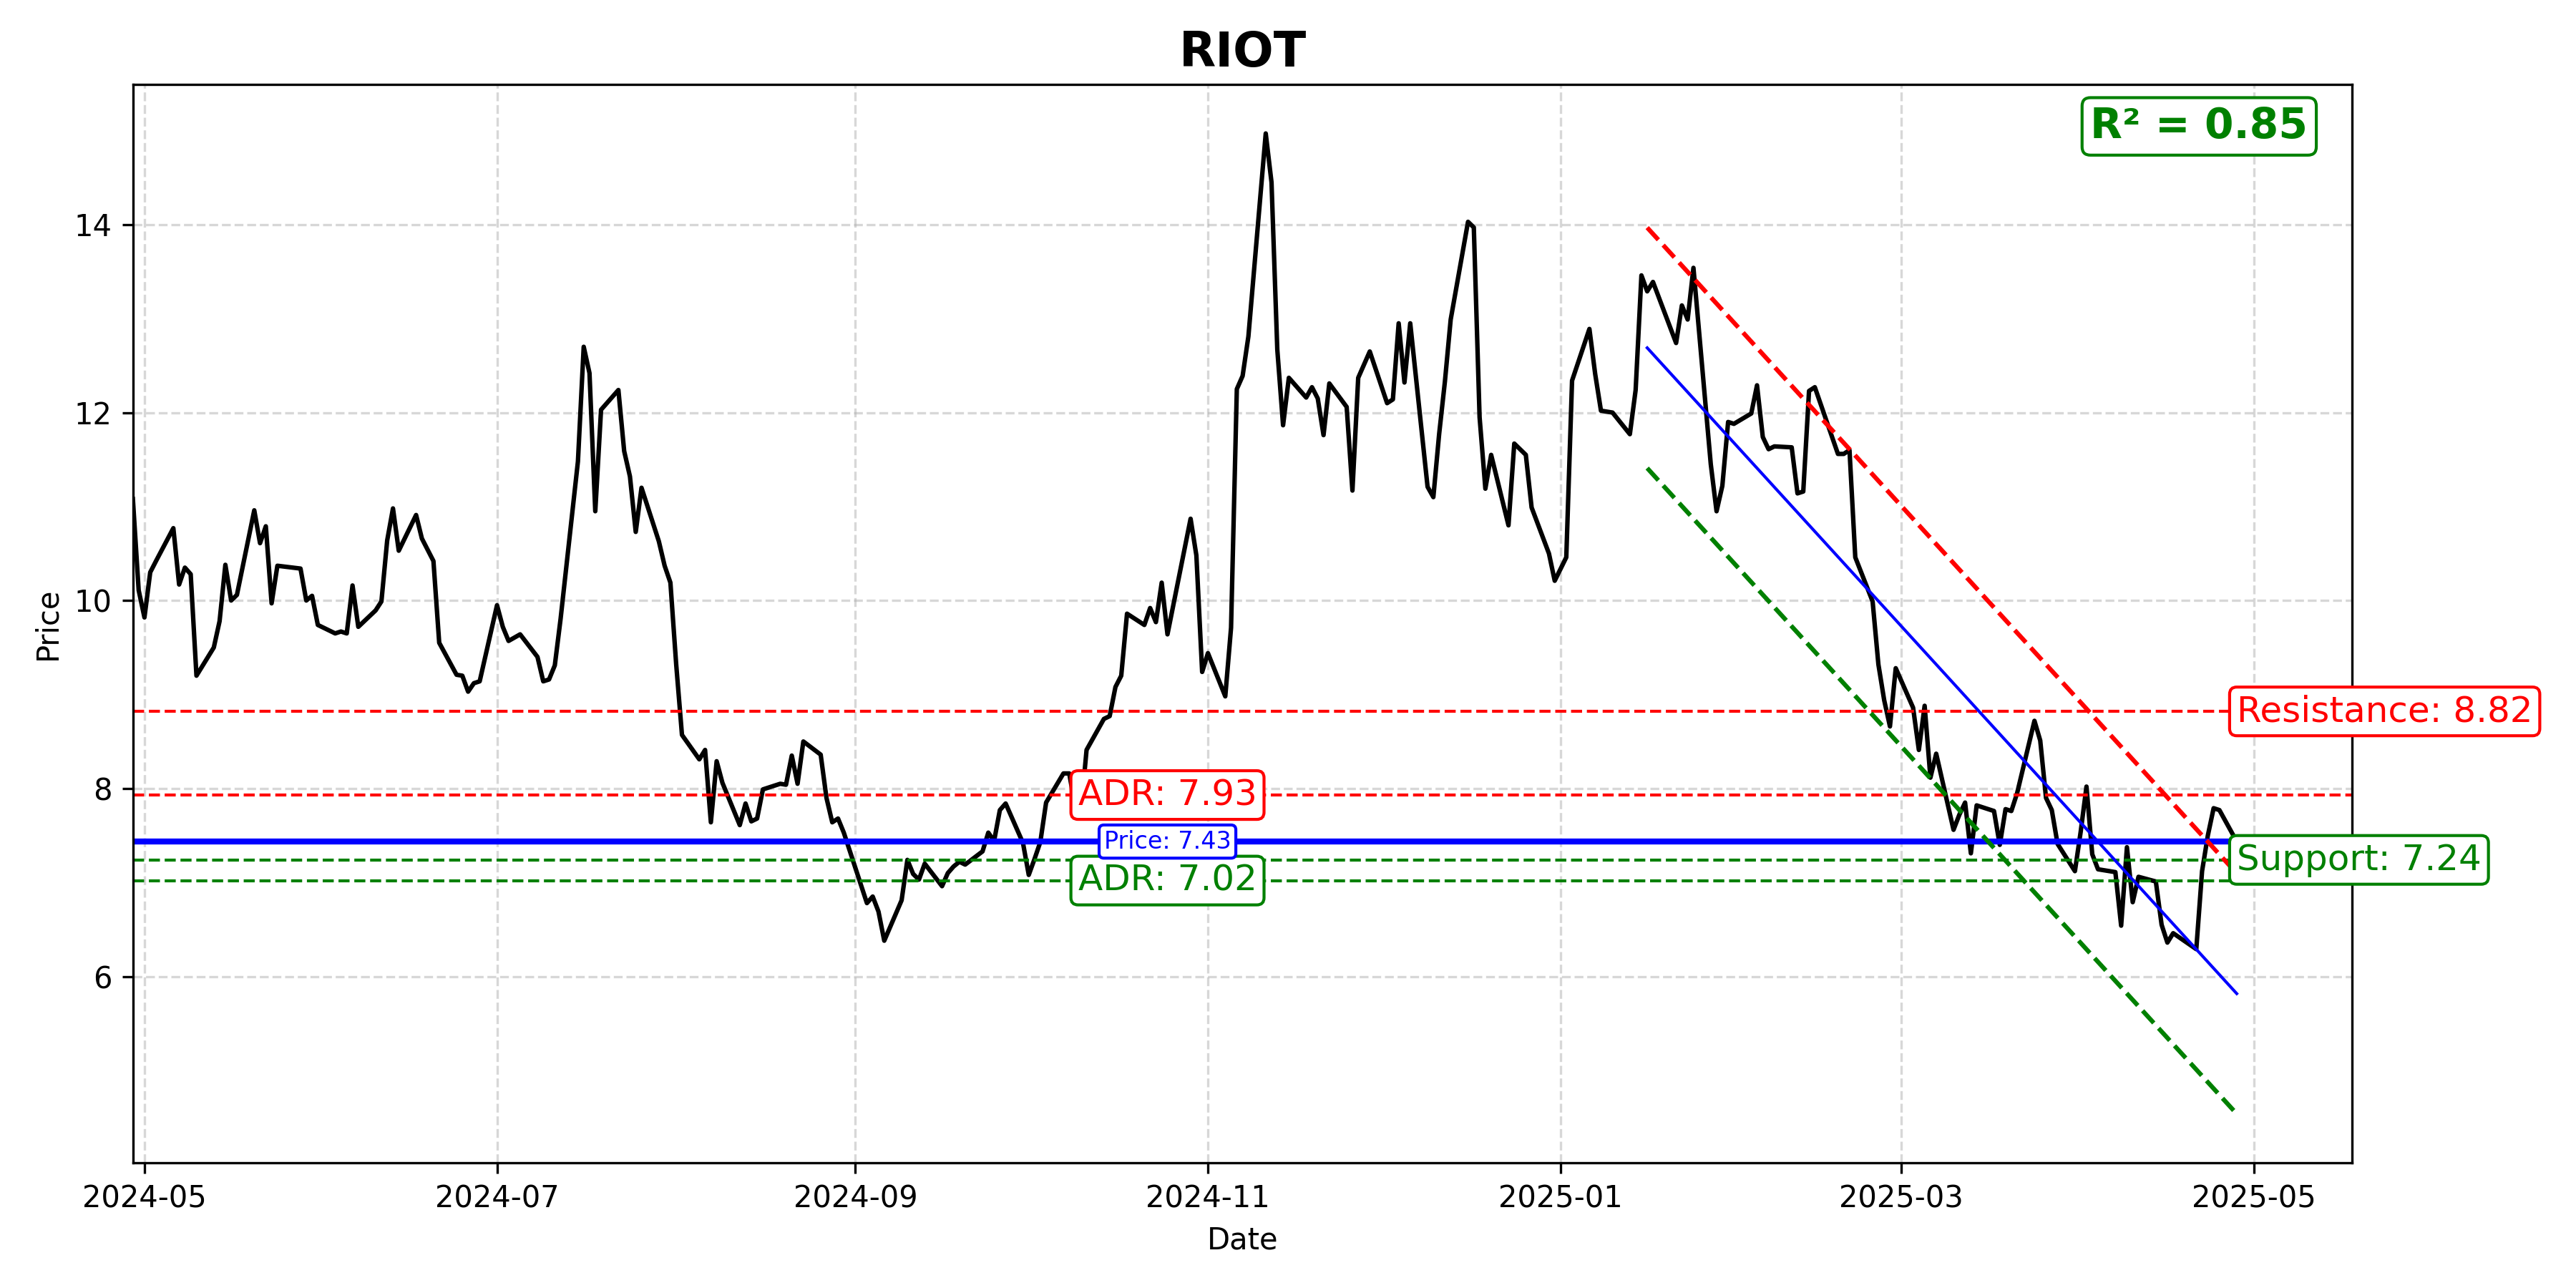 RIOT
R² = 0.85
14
12
10
8
6
Price
Resistance: 8.82
ADR: 7.93
Price: 7.43
Support: 7.24
ADR: 7.02
2024-05
2024-07
2024-09
2024-11
2025-01
2025-03
2025-05
Date